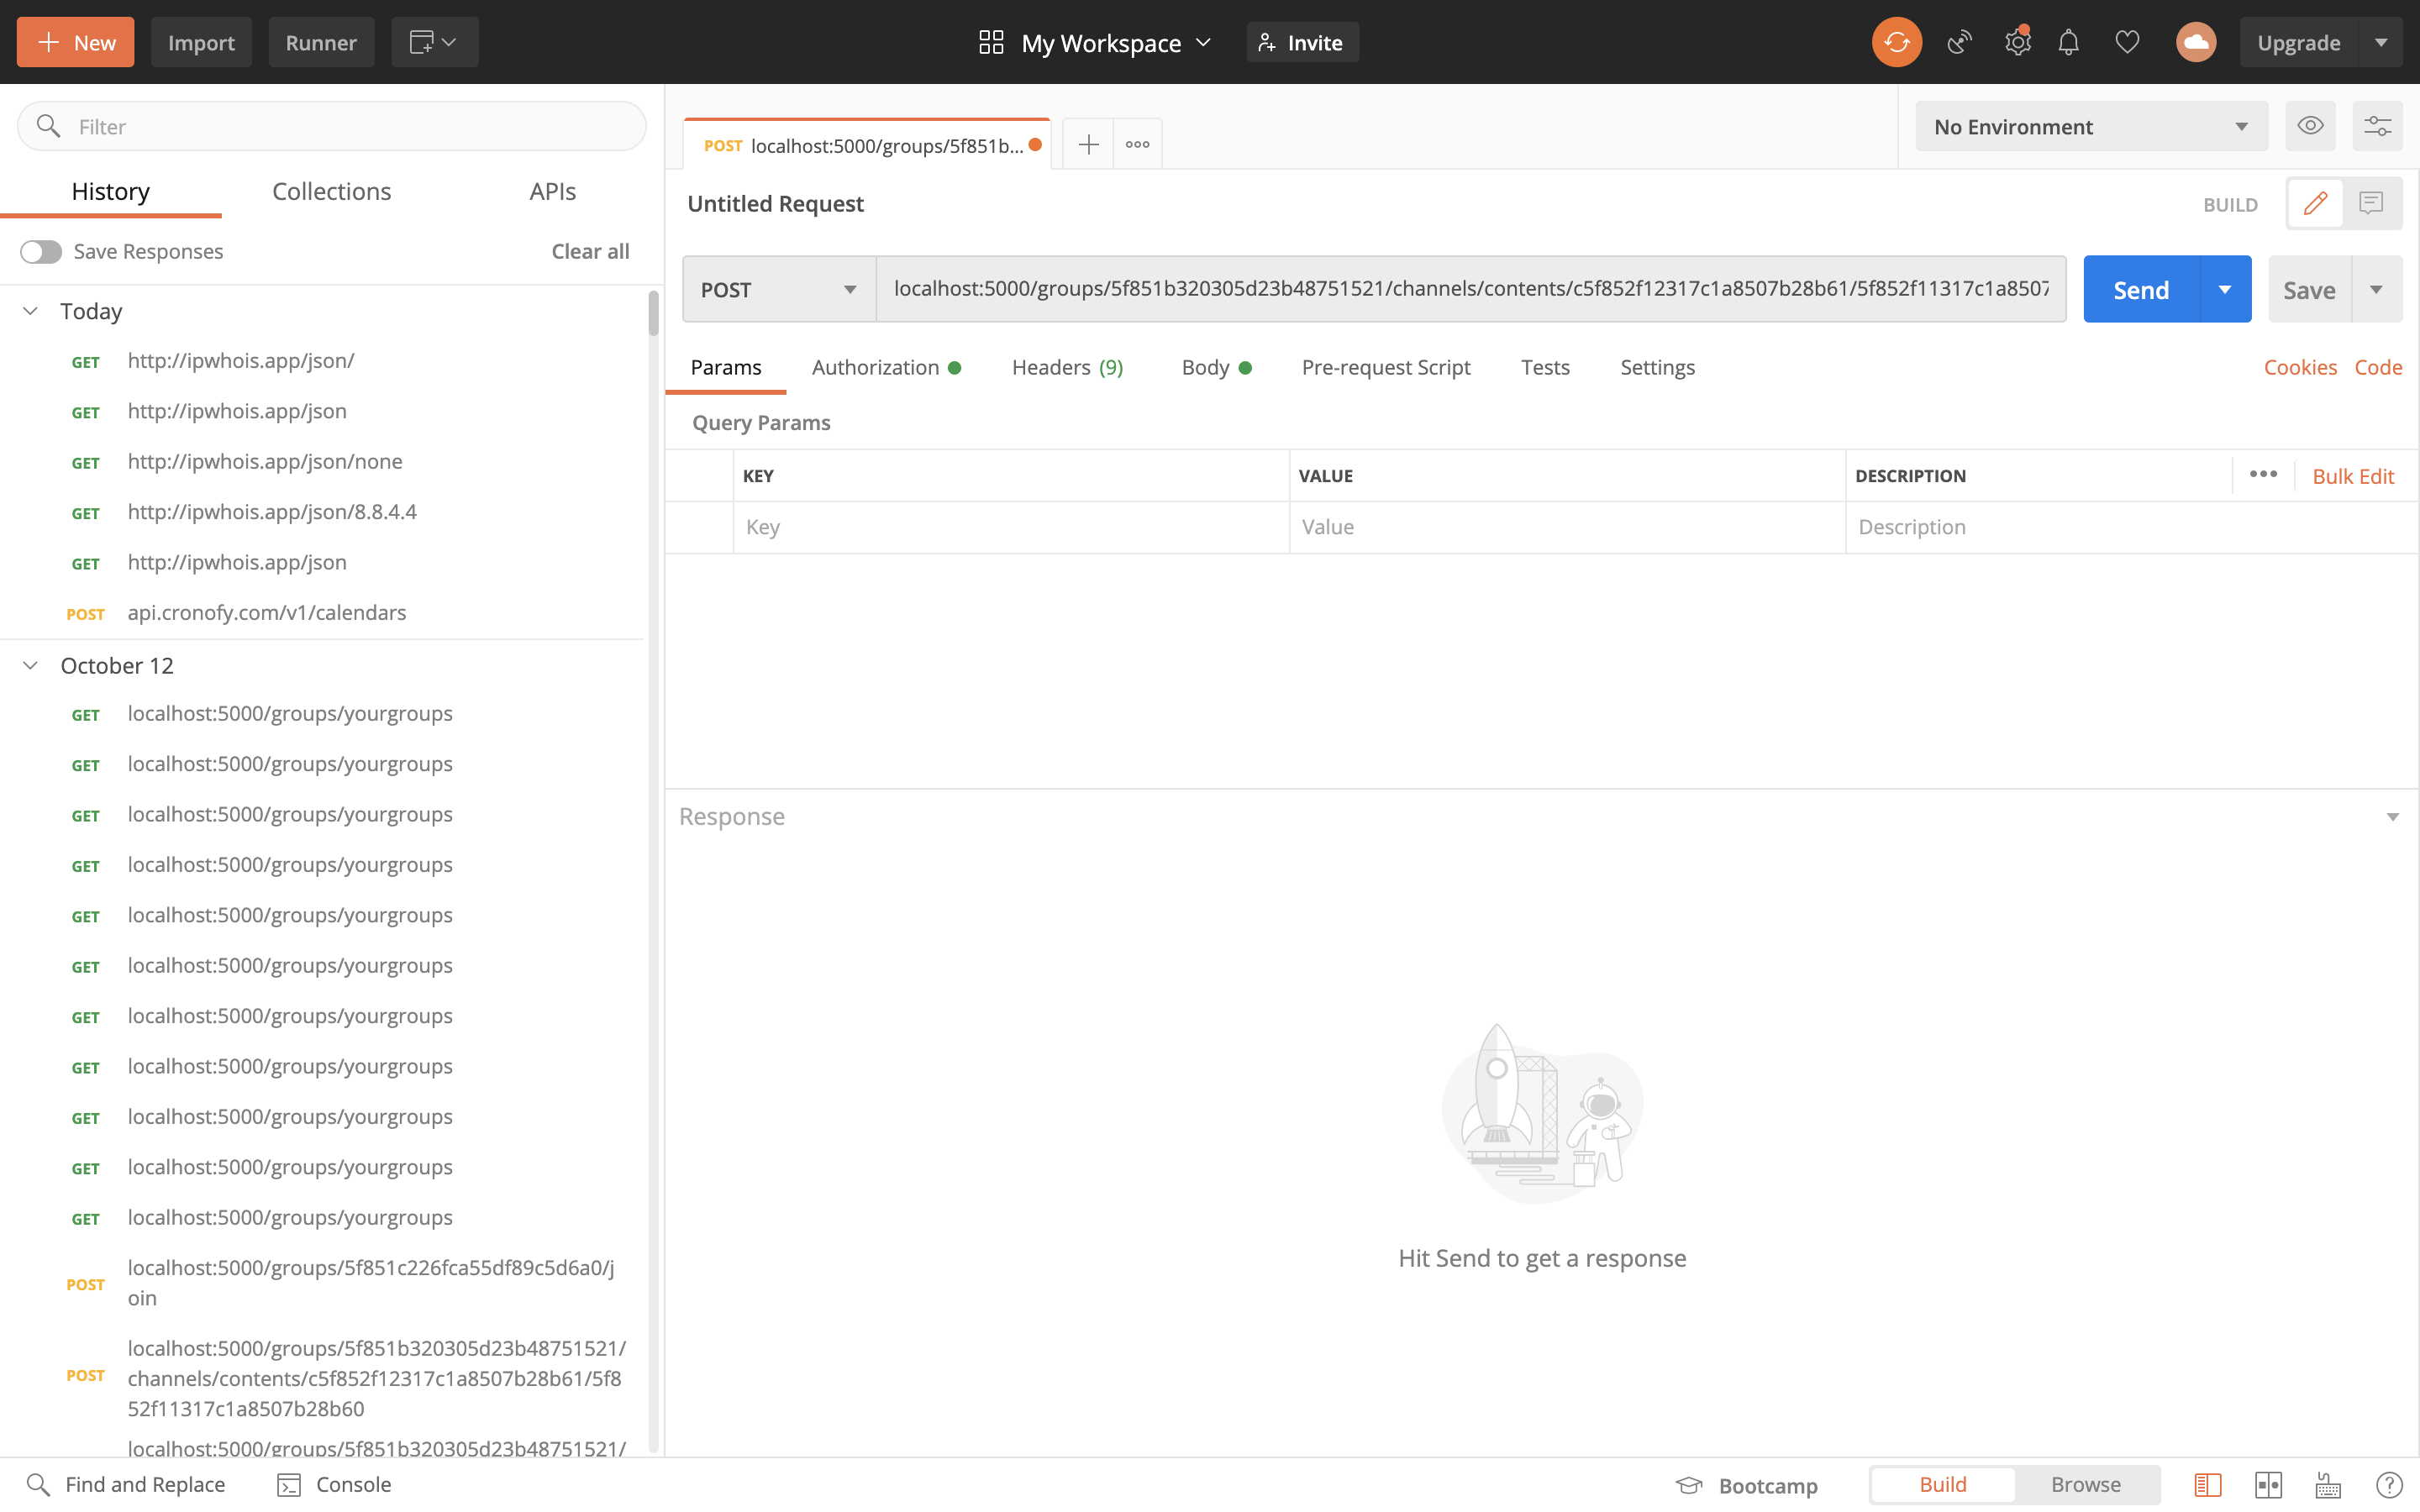 New
Import
Runner
My Workspace
Invite
Upgrade
Filter
History
Collections
APIs
Save Responses
Clear all
Today
GET http://ipwhois.app/json/
GET http://ipwhois.app/json
GET http://ipwhois.app/json/none
GET http://ipwhois.app/json/8.8.4.4
GET http://ipwhois.app/json
POST api.cronofy.com/v1/calendars
October 12
GET localhost:5000/groups/yourgroups
GET localhost:5000/groups/yourgroups
GET localhost:5000/groups/yourgroups
GET localhost:5000/groups/yourgroups
GET localhost:5000/groups/yourgroups
GET localhost:5000/groups/yourgroups
GET localhost:5000/groups/yourgroups
GET localhost:5000/groups/yourgroups
GET localhost:5000/groups/yourgroups
GET localhost:5000/groups/yourgroups
GET localhost:5000/groups/yourgroups
POST localhost:5000/groups/5f851c226fca55df89c5d6a0/j
oin
localhost:5000/groups/5f851b320305d23b48751521/
POST channels/contents/c5f852f12317c1a8507b28b61/5f8
52f11317c1a8507b28b60
localhost:5000/groups/5f851b320305d23b48751521/
POST localhost:5000/groups/5f851b...
No Environment
Untitled Request
BUILD
POST
localhost:5000/groups/5f851b320305d23b48751521/channels/contents/c5f852f12317c1a8507b28b61/5f852f11317c1a8507
Send
Save
Params
Authorization
Headers (9)
Body
Pre-request Script
Tests
Settings
Cookies
Code
Query Params
KEY
VALUE
DESCRIPTION
Bulk Edit
Key
Value
Description
Response
Hit Send to get a response
Find and Replace
Console
Bootcamp
Build
Browse